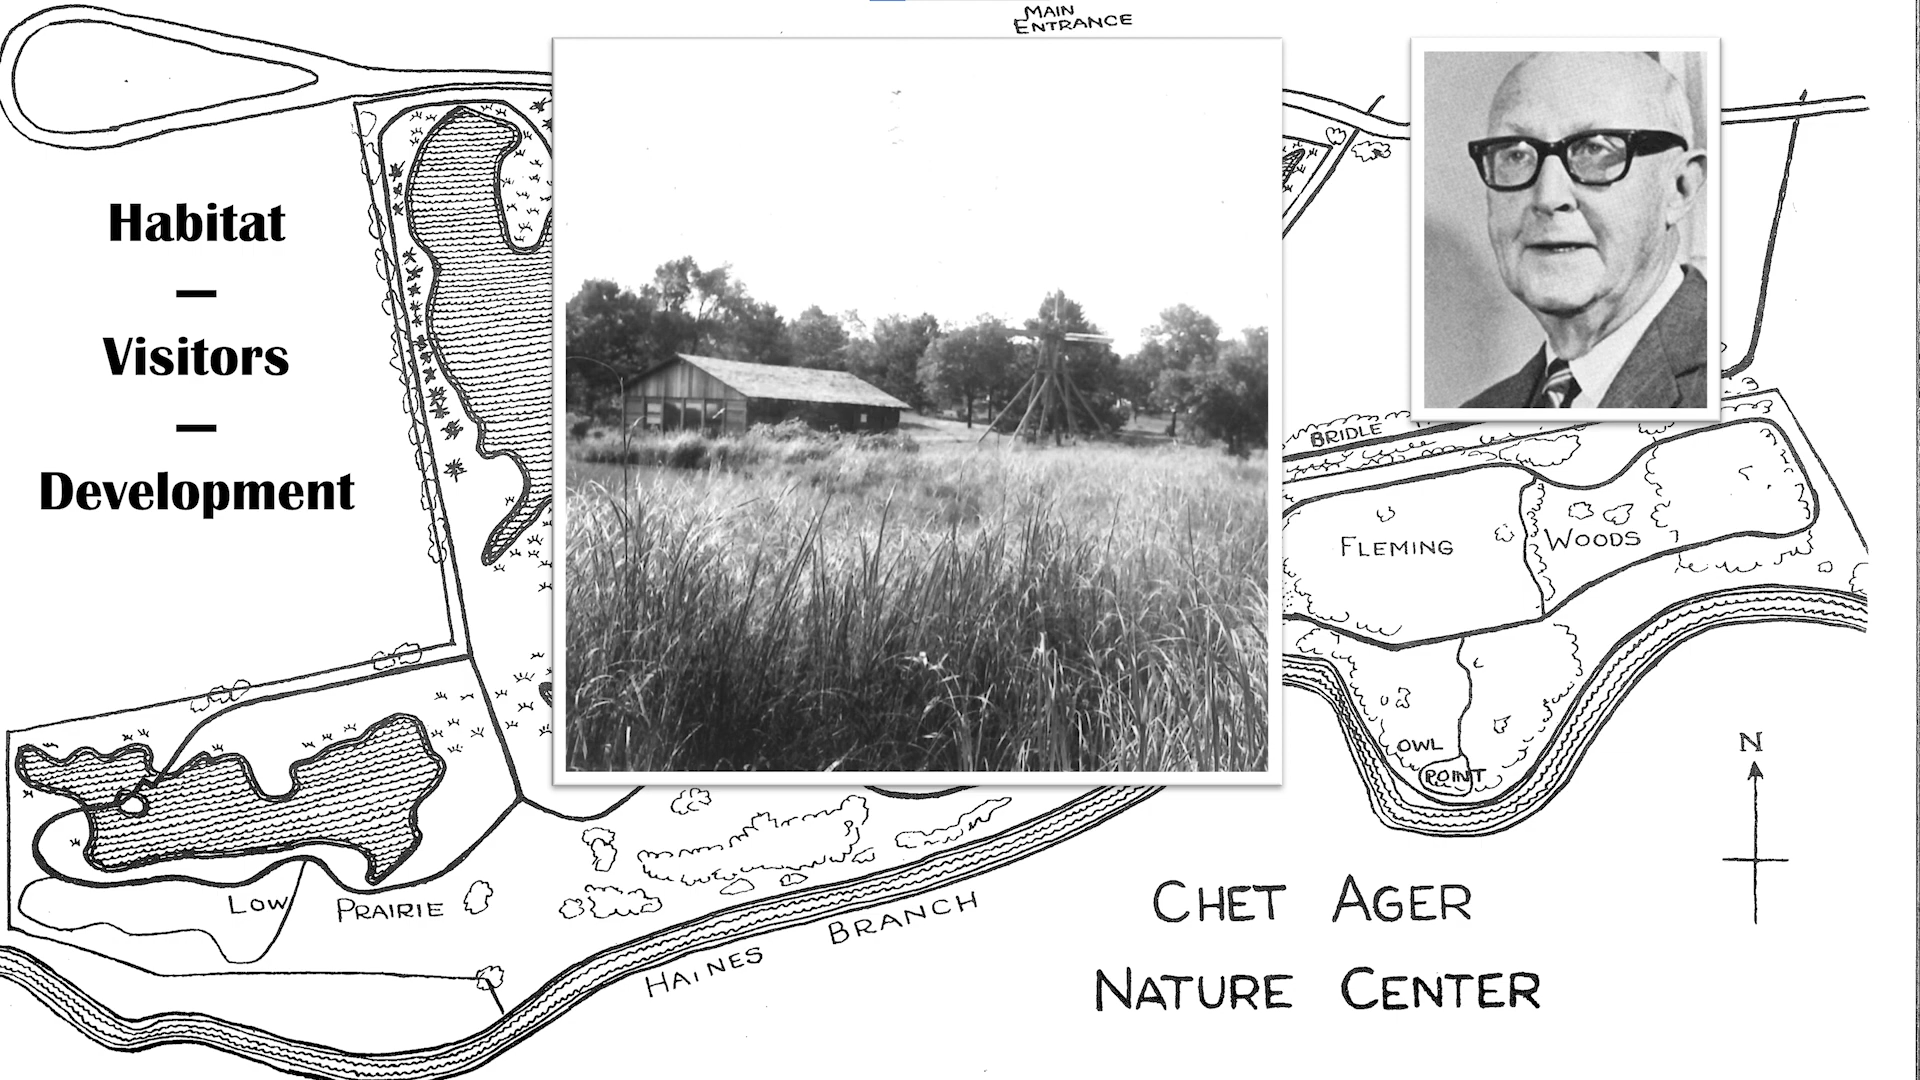 MAIN
ENTRANCE
Habitat
–
Visitors
–
Development
BRIDLE
FLEMING
WOODS
OWL
POINT
N
LOW PRAIRIE
HAINES BRANCH
CHET AGER
NATURE CENTER